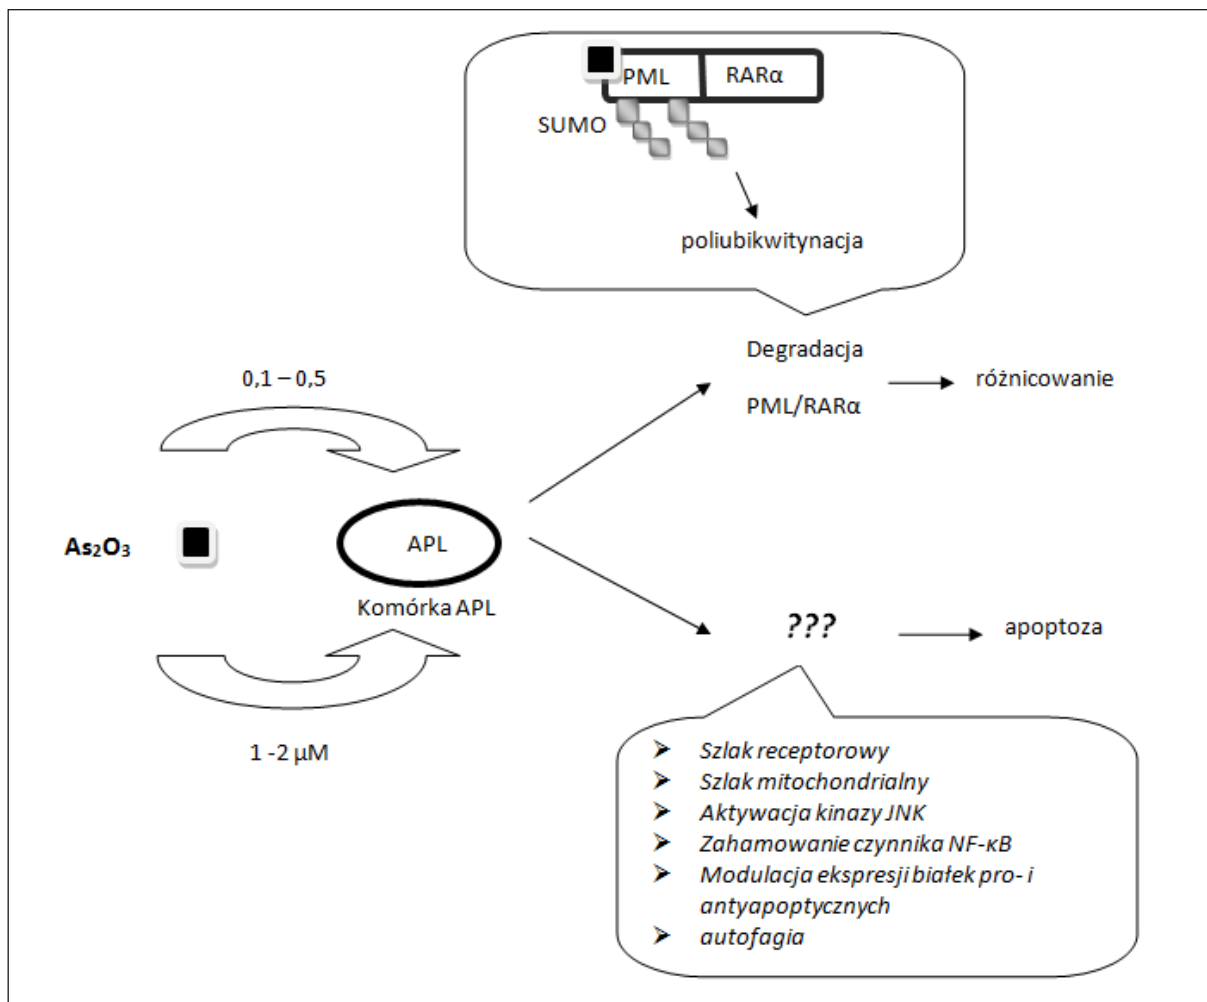 PML RARα
SUMO
poliubikwitynacja
Degradacja
PML/RARα
różnicowanie
0,1 – 0,5
As₂O₃
APL
Komórka APL
1 -2 µM
???
apoptoza
Szlak receptorowy
Szlak mitochondrialny
Aktywacja kinazy JNK
Zahamowanie czynnika NF-κB
Modulacja ekspresji białek pro- i
antyapoptycznych
autofagia